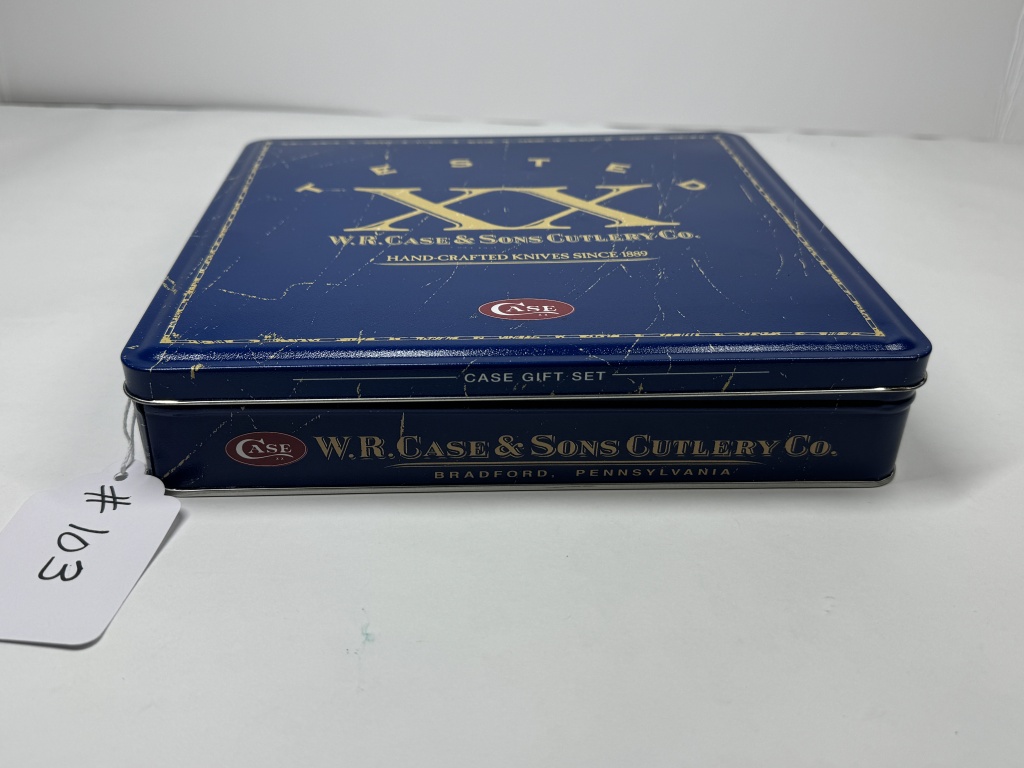 TESTED
XX
W.R. CASE & SONS CUTLERY CO.
HAND-CRAFTED KNIVES SINCE 1889
CASE
CASE GIFT SET
CASE
W.R. CASE & SONS CUTLERY CO.
BRADFORD, PENNSYLVANIA
# 103